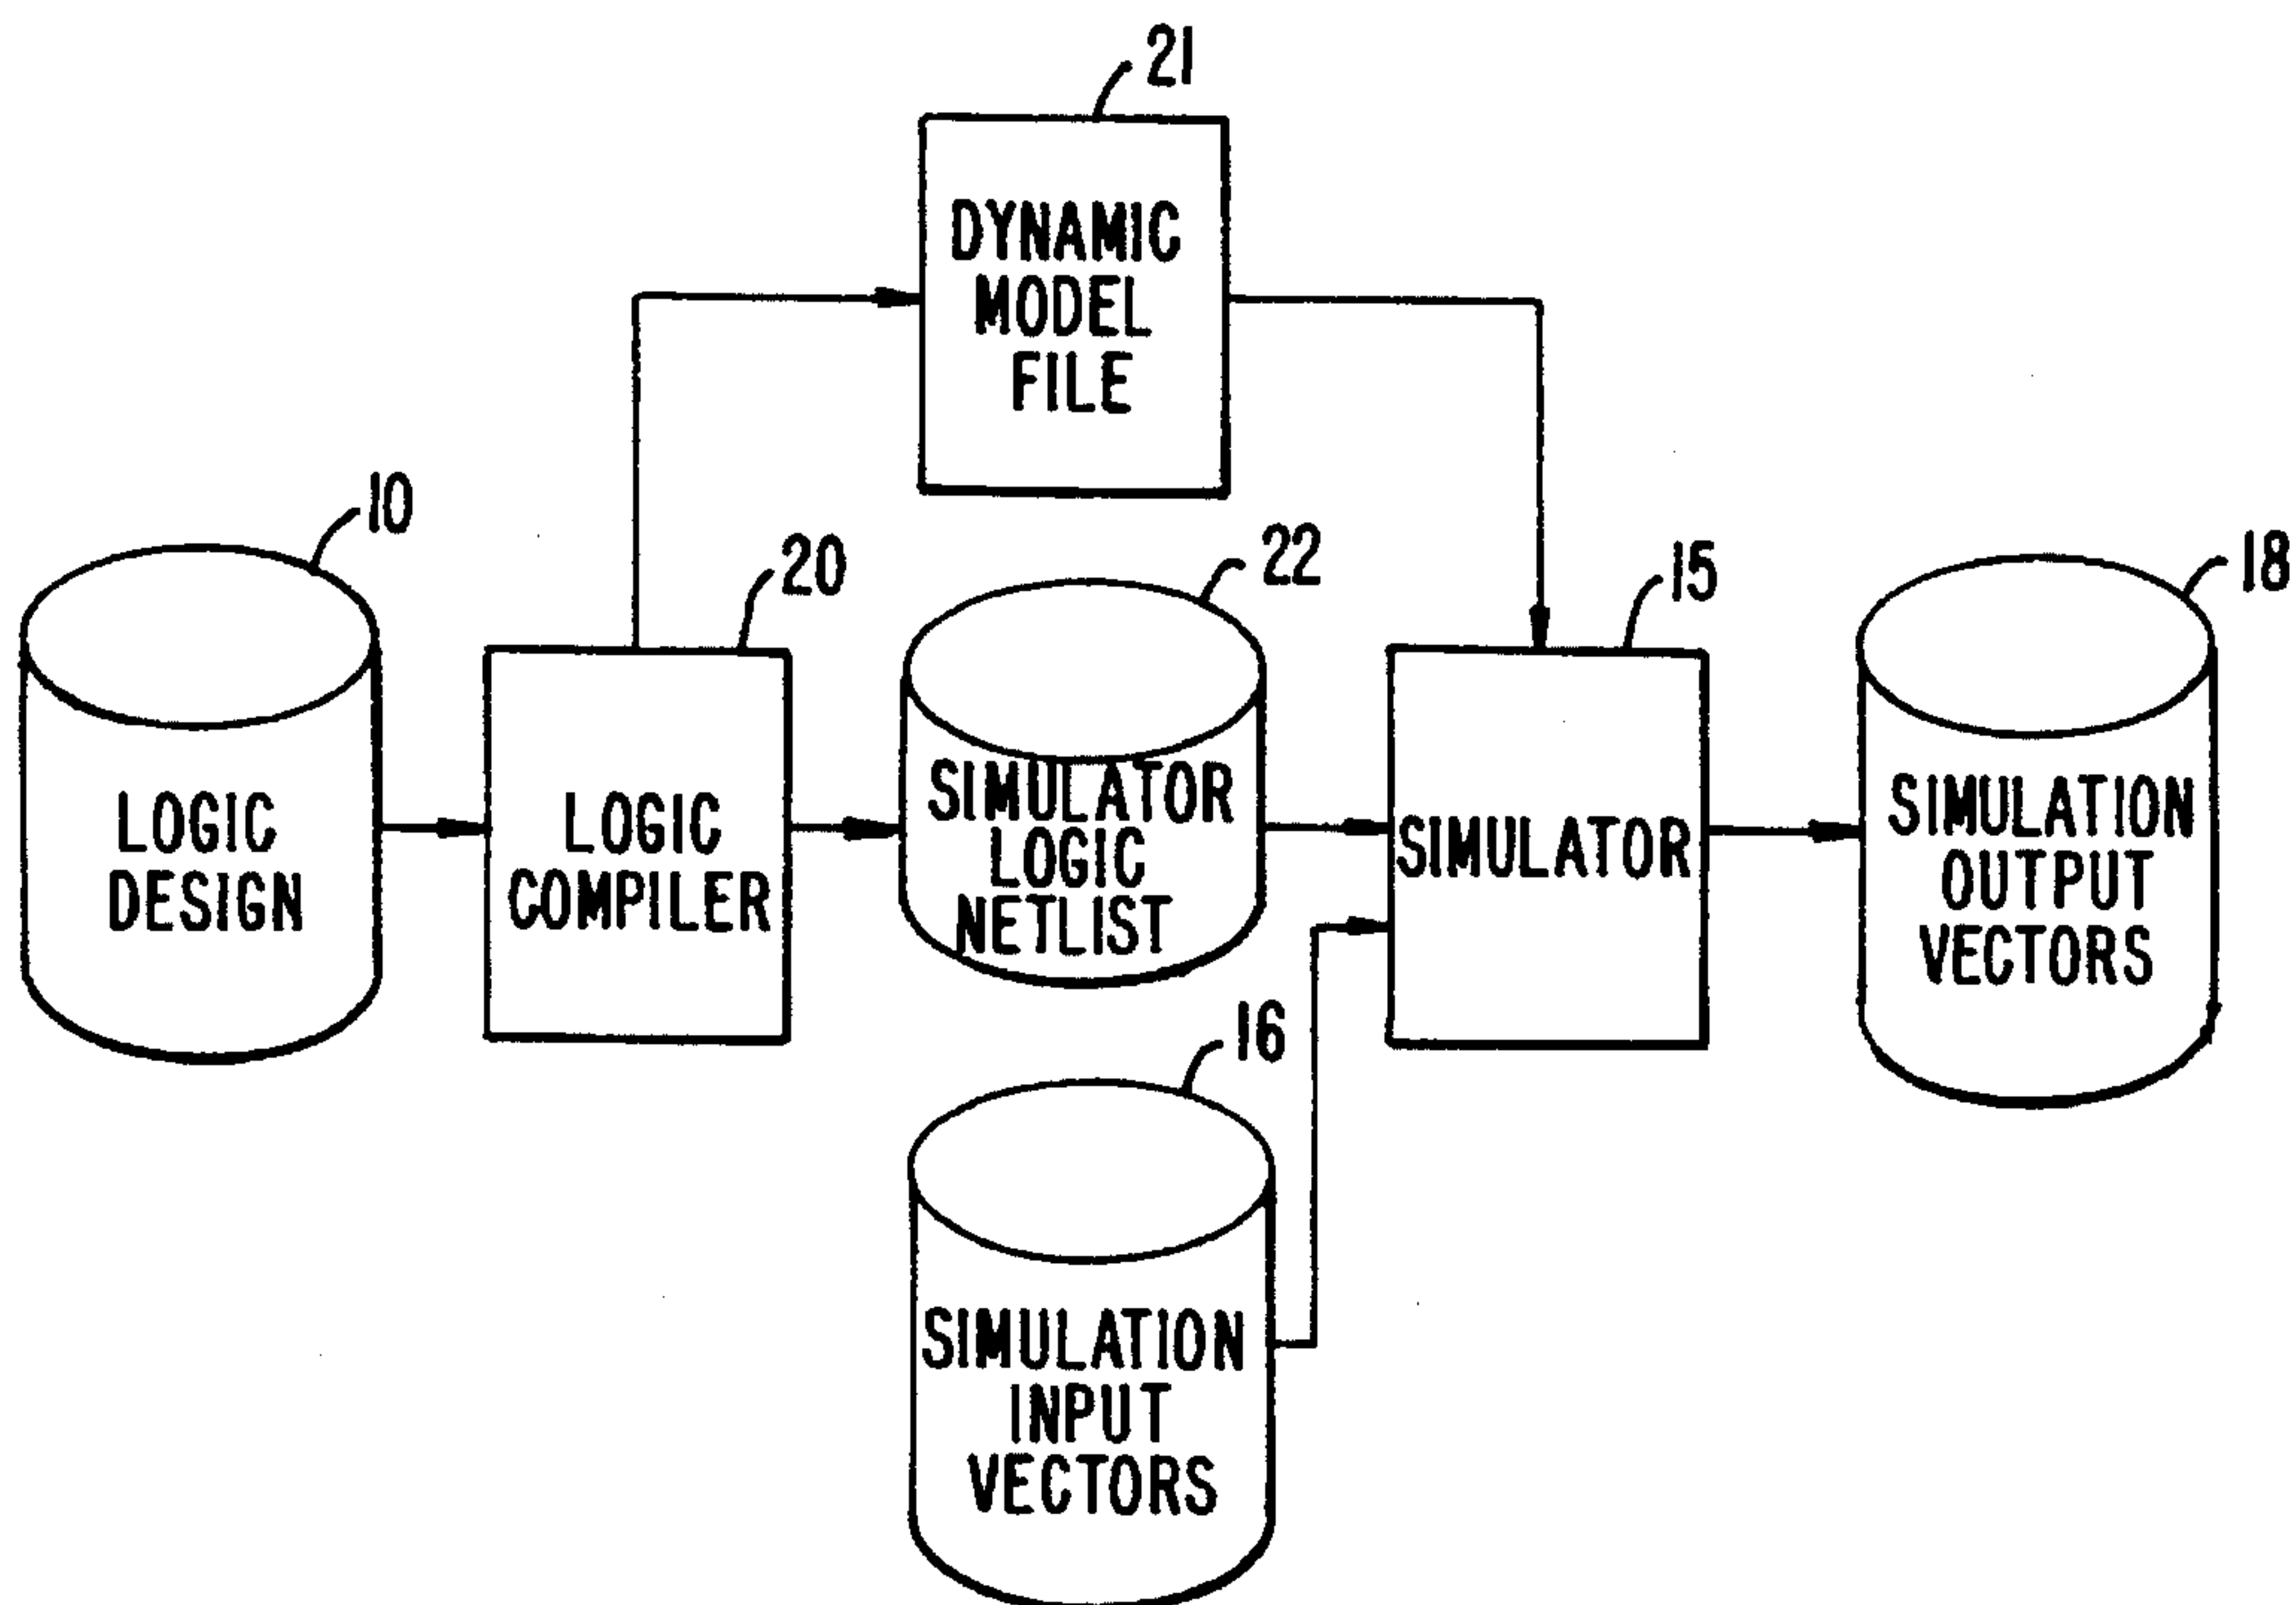 21
DYNAMIC
MODEL
FILE
10
LOGIC
DESIGN
20
LOGIC
COMPILER
22
SIMULATOR
LOGIC
NETLIST
15
SIMULATOR
18
SIMULATION
OUTPUT
VECTORS
16
SIMULATION
INPUT
VECTORS